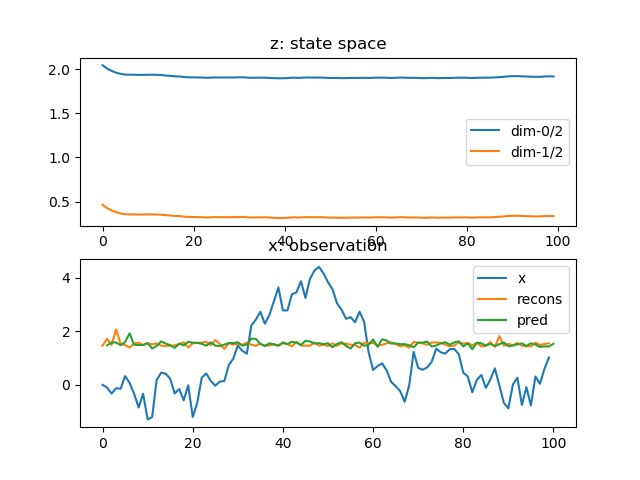 z: state space
2.0
1.5
1.0
0.5
dim-0/2
dim-1/2
0 20 40 60 80 100
x: observation
4
2
0
x
recons
pred
0 20 40 60 80 100